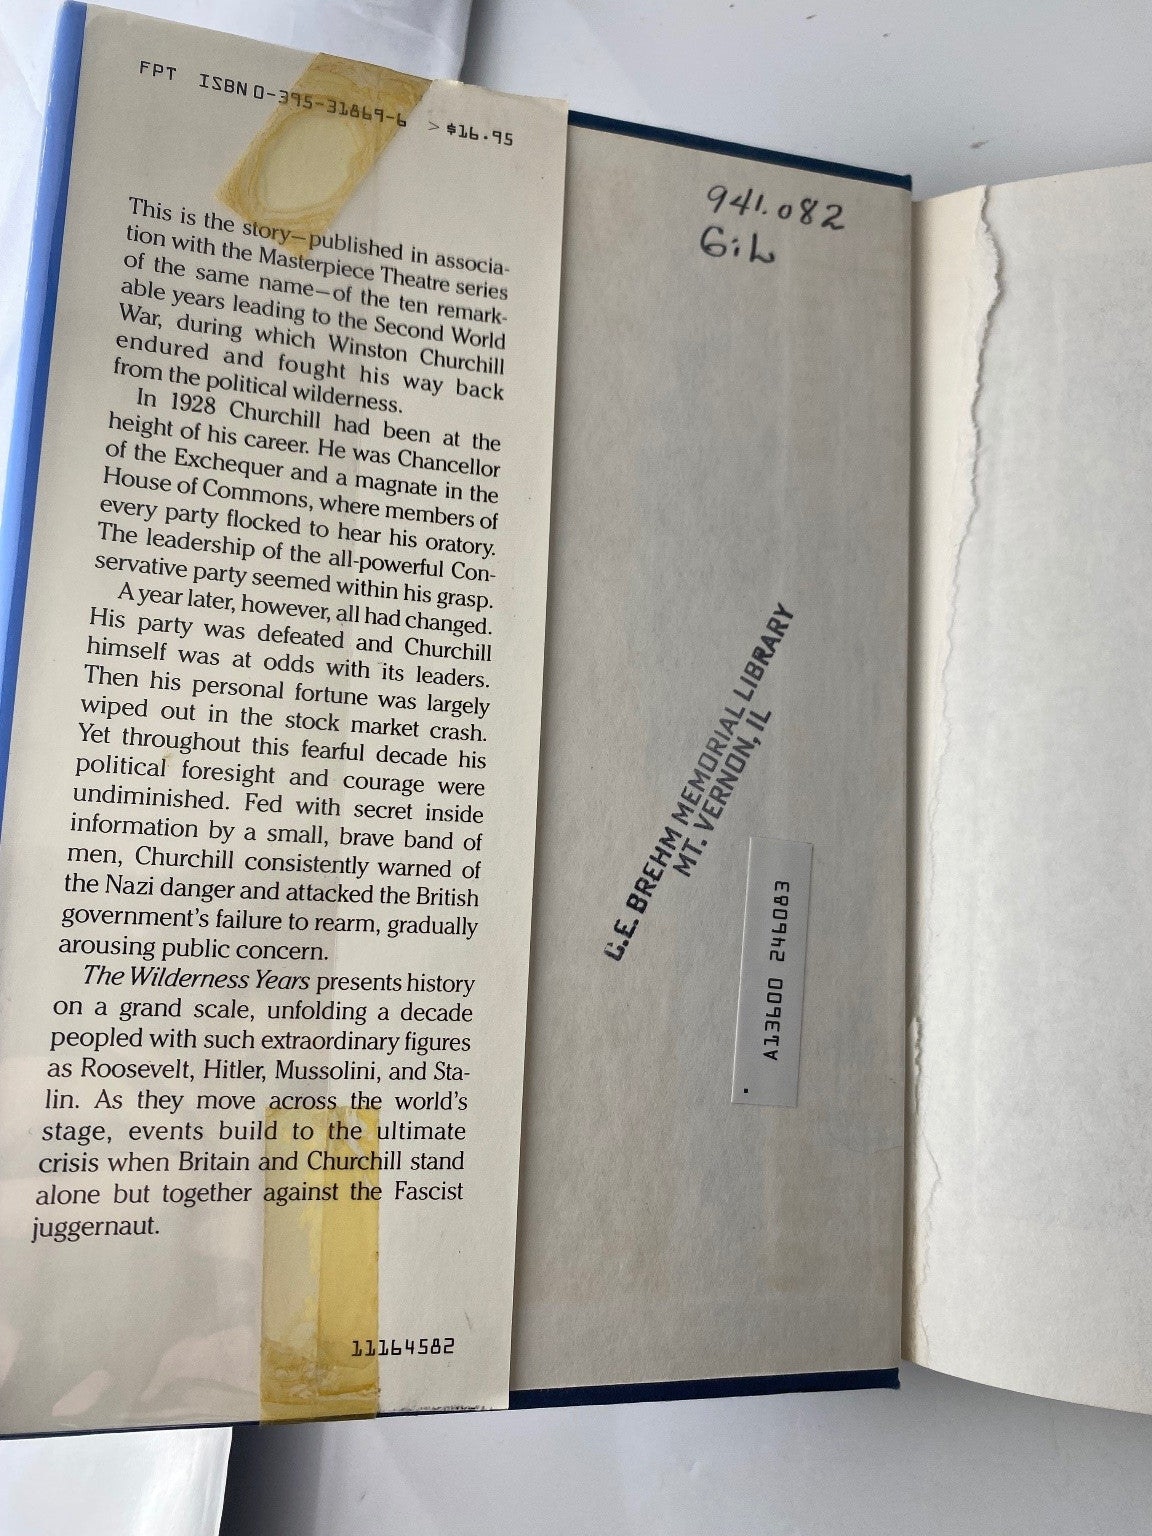 FPT ISBN 0-395-31869-6 > $16.95
This is the story—published in associa-
tion with the Masterpiece Theatre series
of the same name—of the ten remark-
able years leading to the Second World
War, during which Winston Churchill
endured and fought his way back
from the political wilderness.
In 1928 Churchill had been at the
height of his career. He was Chancellor
of the Exchequer and a magnate in the
House of Commons, where members of
every party flocked to hear his oratory.
The leadership of the all-powerful Con-
servative party seemed within his grasp.
A year later, however, all had changed.
His party was defeated and Churchill
himself was at odds with its leaders.
Then his personal fortune was largely
wiped out in the stock market crash.
Yet throughout this fearful decade his
political foresight and courage were
undiminished. Fed with secret inside
information by a small, brave band of
men, Churchill consistently warned of
the Nazi danger and attacked the British
government's failure to rearm, gradually
arousing public concern.
The Wilderness Years presents history
on a grand scale, unfolding a decade
peopled with such extraordinary figures
as Roosevelt, Hitler, Mussolini, and Sta-
lin. As they move across the world's
stage, events build to the ultimate
crisis when Britain and Churchill stand
alone but together against the Fascist
juggernaut.
11164582
941.082
GiL
C.E. BREHM MEMORIAL LIBRARY
MT. VERNON, IL
A13600 246083